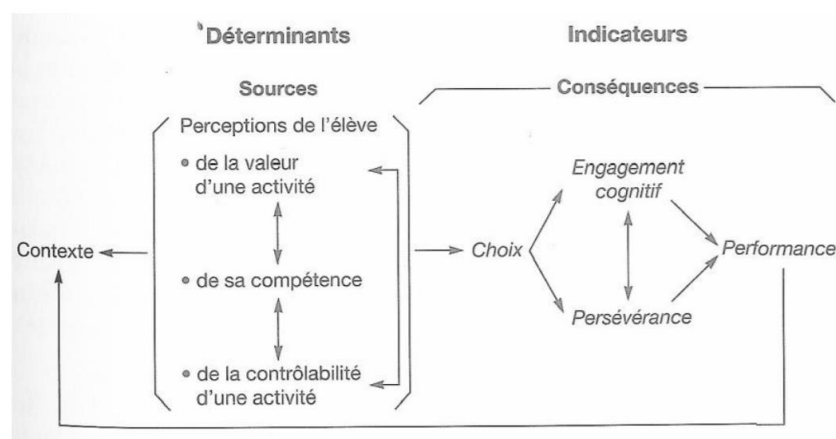 Déterminants
Indicateurs
Sources
Conséquences
Perceptions de l'élève
• de la valeur
d'une activité
Engagement
cognitif
Contexte
Choix
Performance
• de sa compétence
Persévérance
• de la contrôlabilité
d'une activité